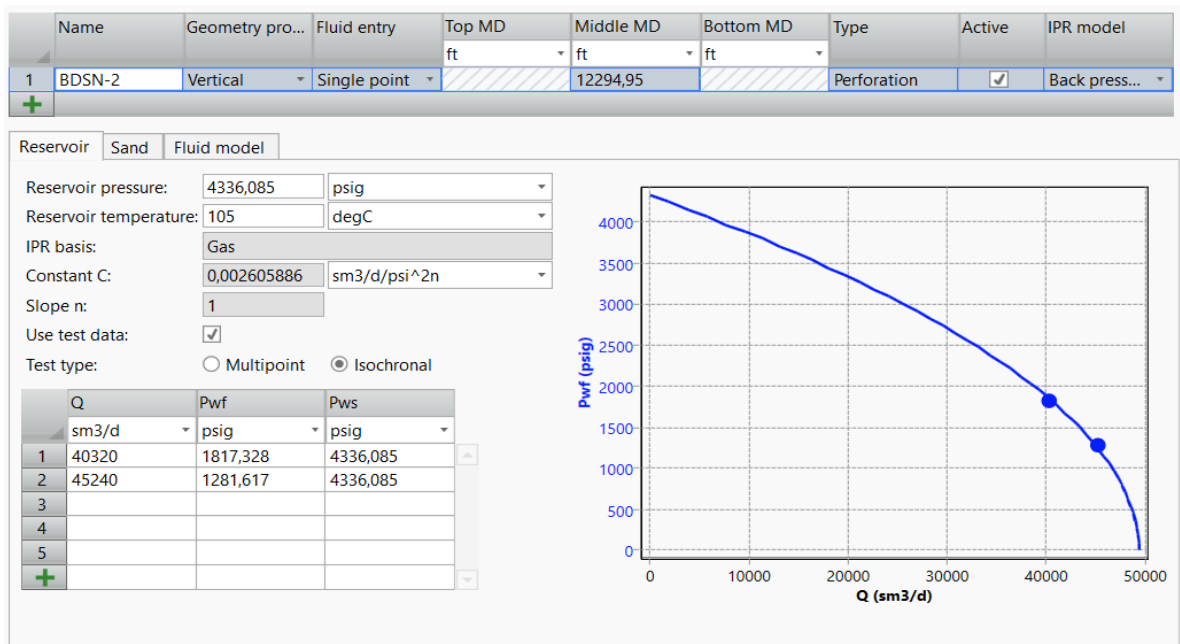 Name Geometry pro... Fluid entry Top MD Middle MD Bottom MD Type Active IPR model
ft ft ft
1 BDSN-2 Vertical Single point 12294,95 Perforation Back press...
Reservoir Sand Fluid model
Reservoir pressure: 4336,085 psig
Reservoir temperature: 105 degC
IPR basis: Gas
Constant C: 0,002605886 sm3/d/psi^2n
Slope n: 1
Use test data:
Test type: Multipoint Isochronal
Q Pwf Pws
sm3/d psig psig
1 40320 1817,328 4336,085
2 45240 1281,617 4336,085
3
4
5
Pwf (psig)
4000
3500
3000
2500
2000
1500
1000
500
0
0 10000 20000 30000 40000 50000
Q (sm3/d)